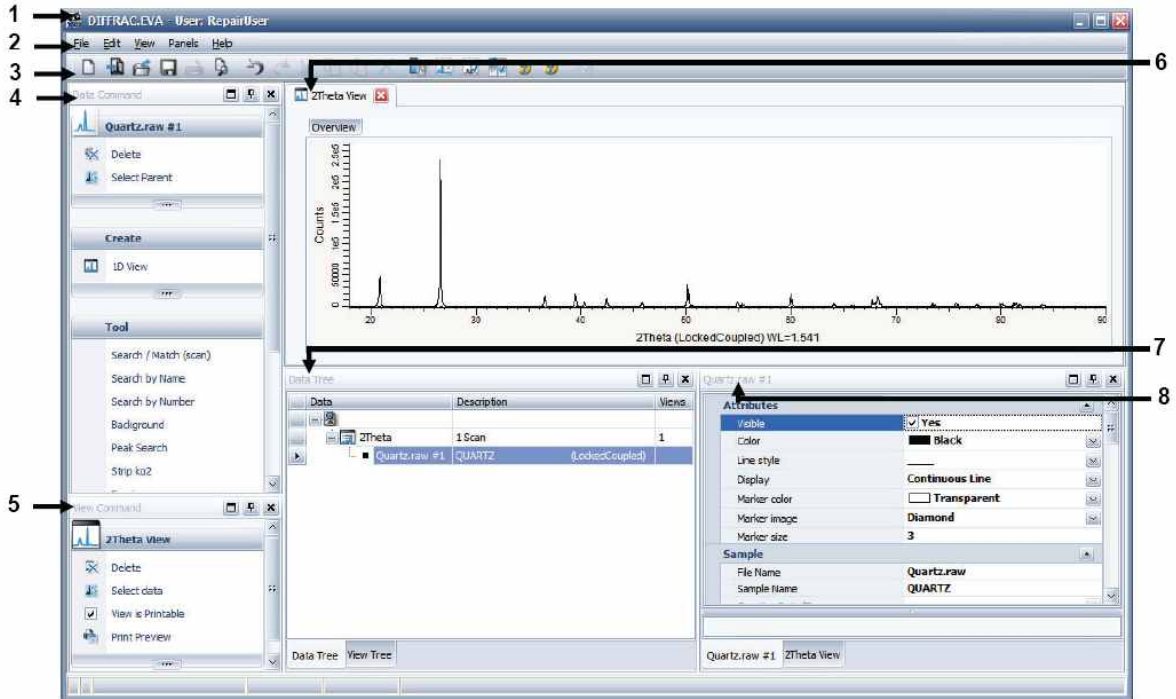 1
DIFFRAC.EVA - User: RepairUser
2
File Edit View Panels Help
3
4
Data Command
Quartz.raw #1
Delete
Select Parent
Create
1D View
Tool
Search / Match (scan)
Search by Name
Search by Number
Background
Peak Search
Strip kα2
5
View Command
2Theta View
Delete
Select data
View is Printable
Print Preview
6
2Theta View
Overview
Counts
0 50000 1e5 1.5e5 2e5 2.5e5
20 30 40 50 60 70 80 90
2Theta (LockedCoupled) WL=1.541
7
Data Tree
Data Description Views
2Theta 1 Scan 1
Quartz.raw #1 QUARTZ (LockedCoupled)
Data Tree View Tree
8
Quartz.raw #1
Attributes
Visible Yes
Color Black
Line style
Display Continuous Line
Marker color Transparent
Marker image Diamond
Marker size 3
Sample
File Name Quartz.raw
Sample Name QUARTZ
Quartz.raw #1 2Theta View